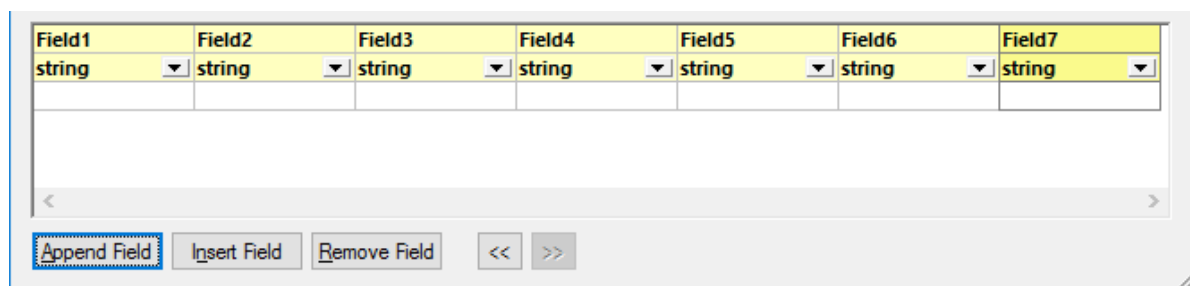 Field1 Field2 Field3 Field4 Field5 Field6 Field7
string string string string string string string
Append Field Insert Field Remove Field << >>